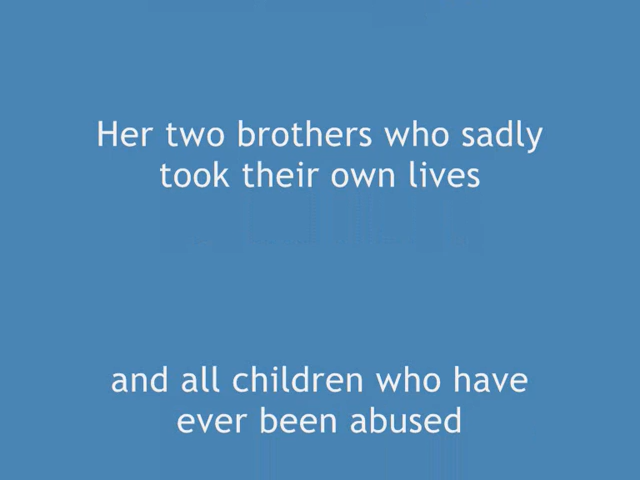 Her two brothers who sadly
took their own lives
and all children who have
ever been abused